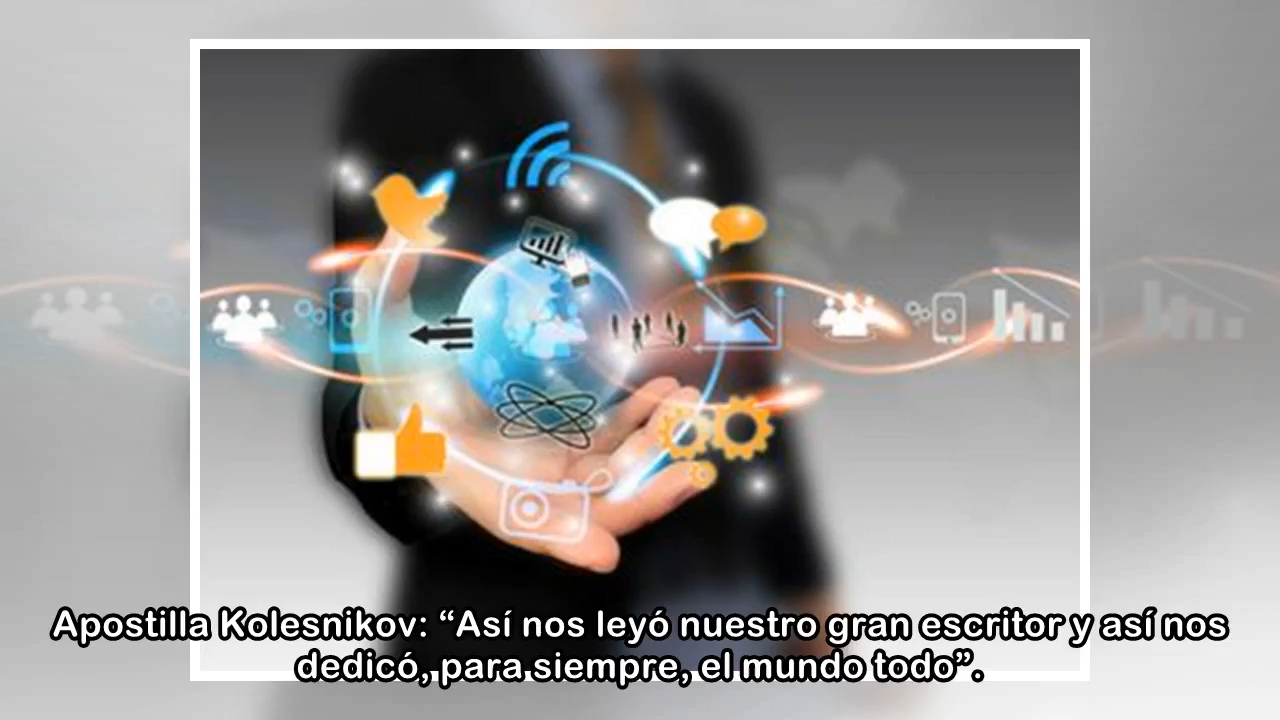 Apostilla Kolesnikov: “Así nos leyó nuestro gran escritor y así nos
dedicó, para siempre, el mundo todo”.